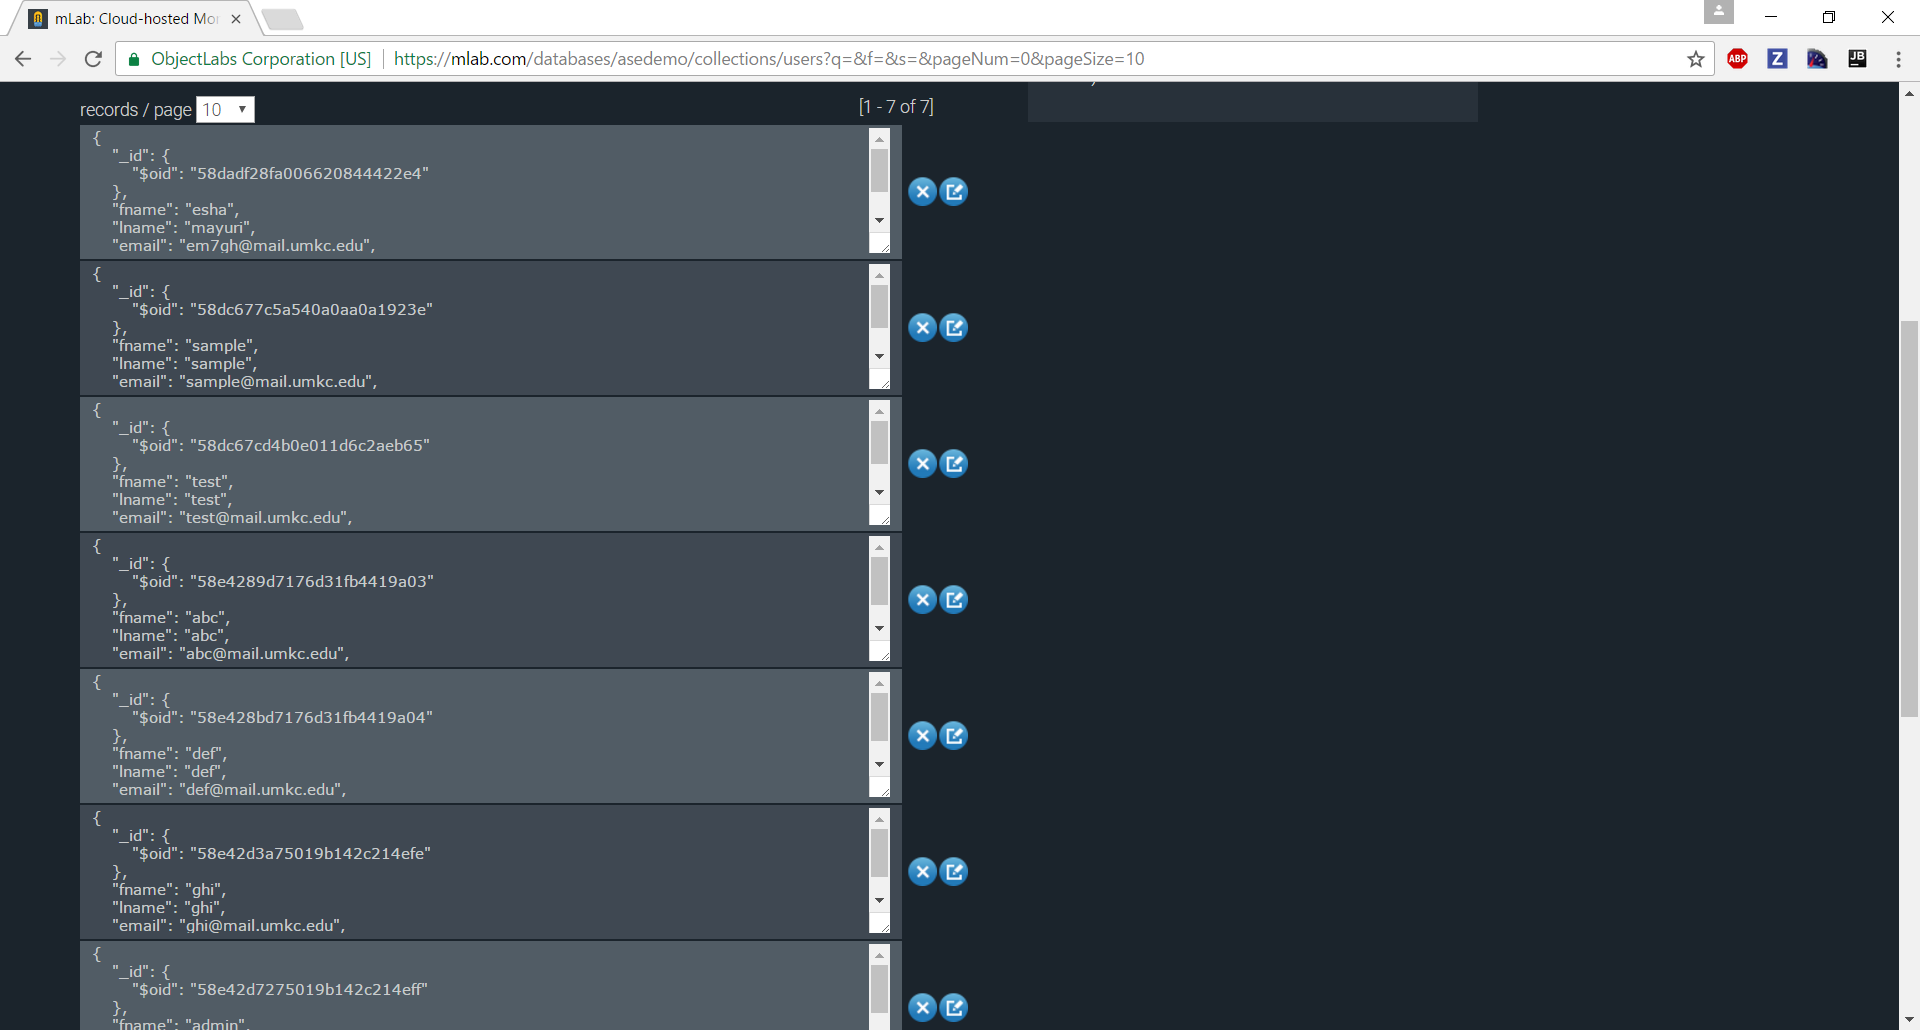 mLab: Cloud-hosted Mo
ObjectLabs Corporation [US] https://mlab.com/databases/asedemo/collections/users?q=&f=&s=&pageNum=0&pageSize=10
ABP
Z
JB
records / page 10 [1 - 7 of 7]
{
"_id": {
"$oid": "58dadf28fa006620844422e4"
},
"fname": "esha",
"lname": "mayuri",
"email": "em7gh@mail.umkc.edu",
{
"_id": {
"$oid": "58dc677c5a540a0aa0a1923e"
},
"fname": "sample",
"lname": "sample",
"email": "sample@mail.umkc.edu",
{
"_id": {
"$oid": "58dc67cd4b0e011d6c2aeb65"
},
"fname": "test",
"lname": "test",
"email": "test@mail.umkc.edu",
{
"_id": {
"$oid": "58e4289d7176d31fb4419a03"
},
"fname": "abc",
"lname": "abc",
"email": "abc@mail.umkc.edu",
{
"_id": {
"$oid": "58e428bd7176d31fb4419a04"
},
"fname": "def",
"lname": "def",
"email": "def@mail.umkc.edu",
{
"_id": {
"$oid": "58e42d3a75019b142c214efe"
},
"fname": "ghi",
"lname": "ghi",
"email": "ghi@mail.umkc.edu",
{
"_id": {
"$oid": "58e42d7275019b142c214eff"
},
"fname": "admin",